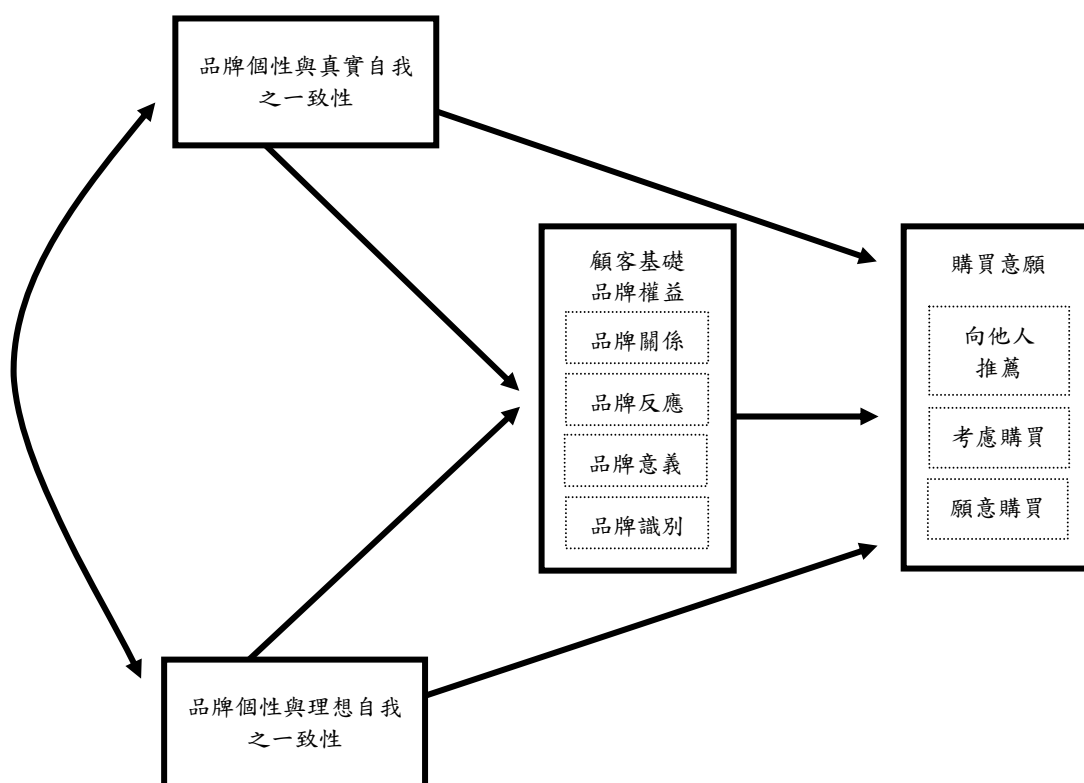 品牌個性與真實自我
之一致性
顧客基礎
品牌權益
品牌關係
品牌反應
品牌意義
品牌識別
購買意願
向他人
推薦
考慮購買
願意購買
品牌個性與理想自我
之一致性